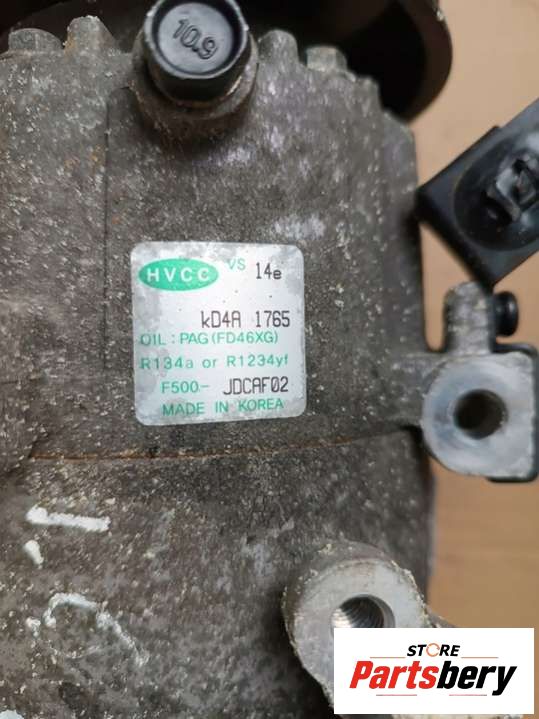 10.9
HVCC VS 14e
kD4A 1765
OIL : PAG (FD46XG)
R134a or R1234yf
F500- JDCAF02
MADE IN KOREA
STORE
Partsbery